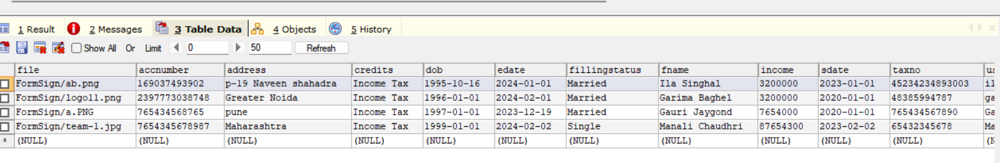 1 Result 2 Messages 3 Table Data 4 Objects 5 History
Show All Or Limit 0 50 Refresh
file accnumber address credits dob edate fillingstatus fname income sdate taxno us
FormSign/ab.png 169037493902 p-19 Naveen shahadra Income Tax 1995-10-16 2024-01-01 Married Ila Singhal 3200000 2023-01-01 45234234893003 il
FormSign/logo11.png 2397773038748 Greater Noida Income Tax 1996-01-01 2024-02-01 Married Garima Baghel 3200000 2020-01-01 48385994787 ga
FormSign/a.PNG 765434568765 pune Income Tax 1997-01-01 2023-12-19 Married Gauri Jaygond 7654000 2020-01-01 765434567890 Ga
FormSign/team-1.jpg 7654345678987 Maharashtra Income Tax 1999-01-01 2024-02-02 Single Manali Chaudhri 87654300 2023-02-02 65432345678 Ma
* (NULL) (NULL) (NULL) (NULL) (NULL) (NULL) (NULL) (NULL) (NULL) (NULL) (NULL) (N